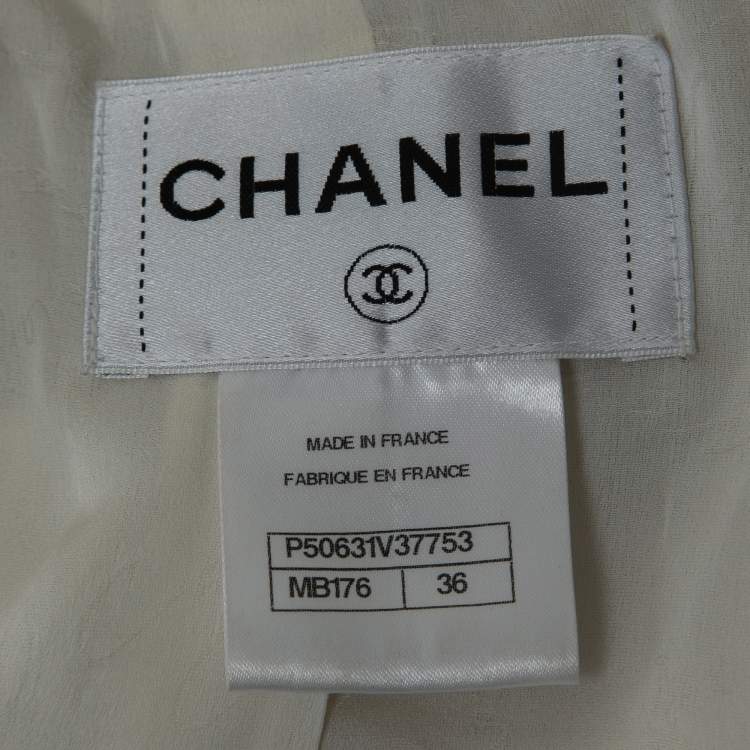 CHANEL
MADE IN FRANCE
FABRIQUE EN FRANCE
P50631V37753
MB176 36